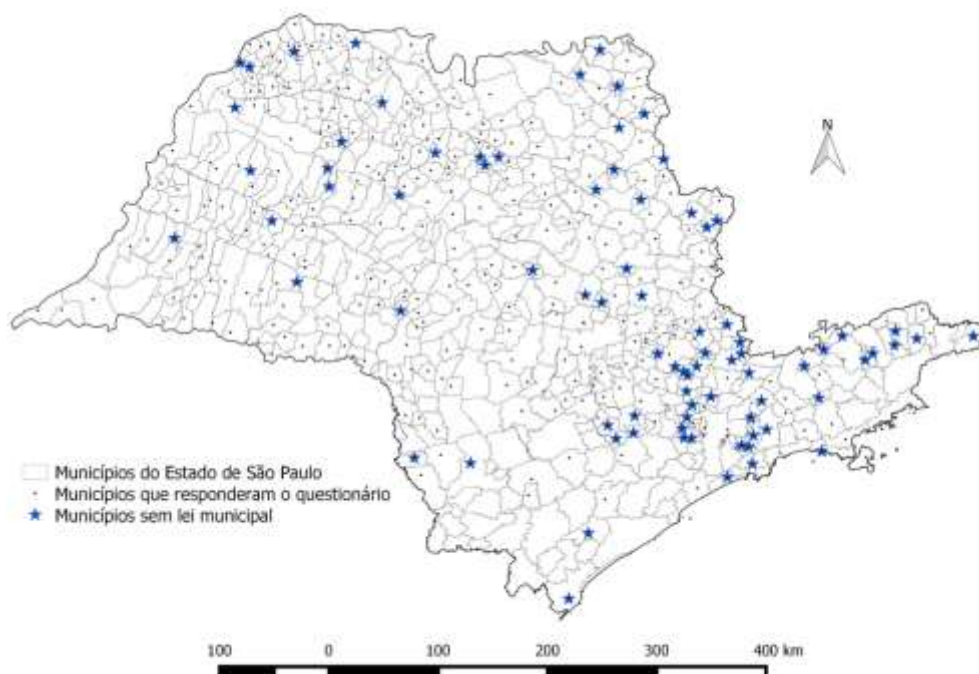 N
Municípios do Estado de São Paulo
Municípios que responderam o questionário
Municípios sem lei municipal
100 0 100 200 300 400 km